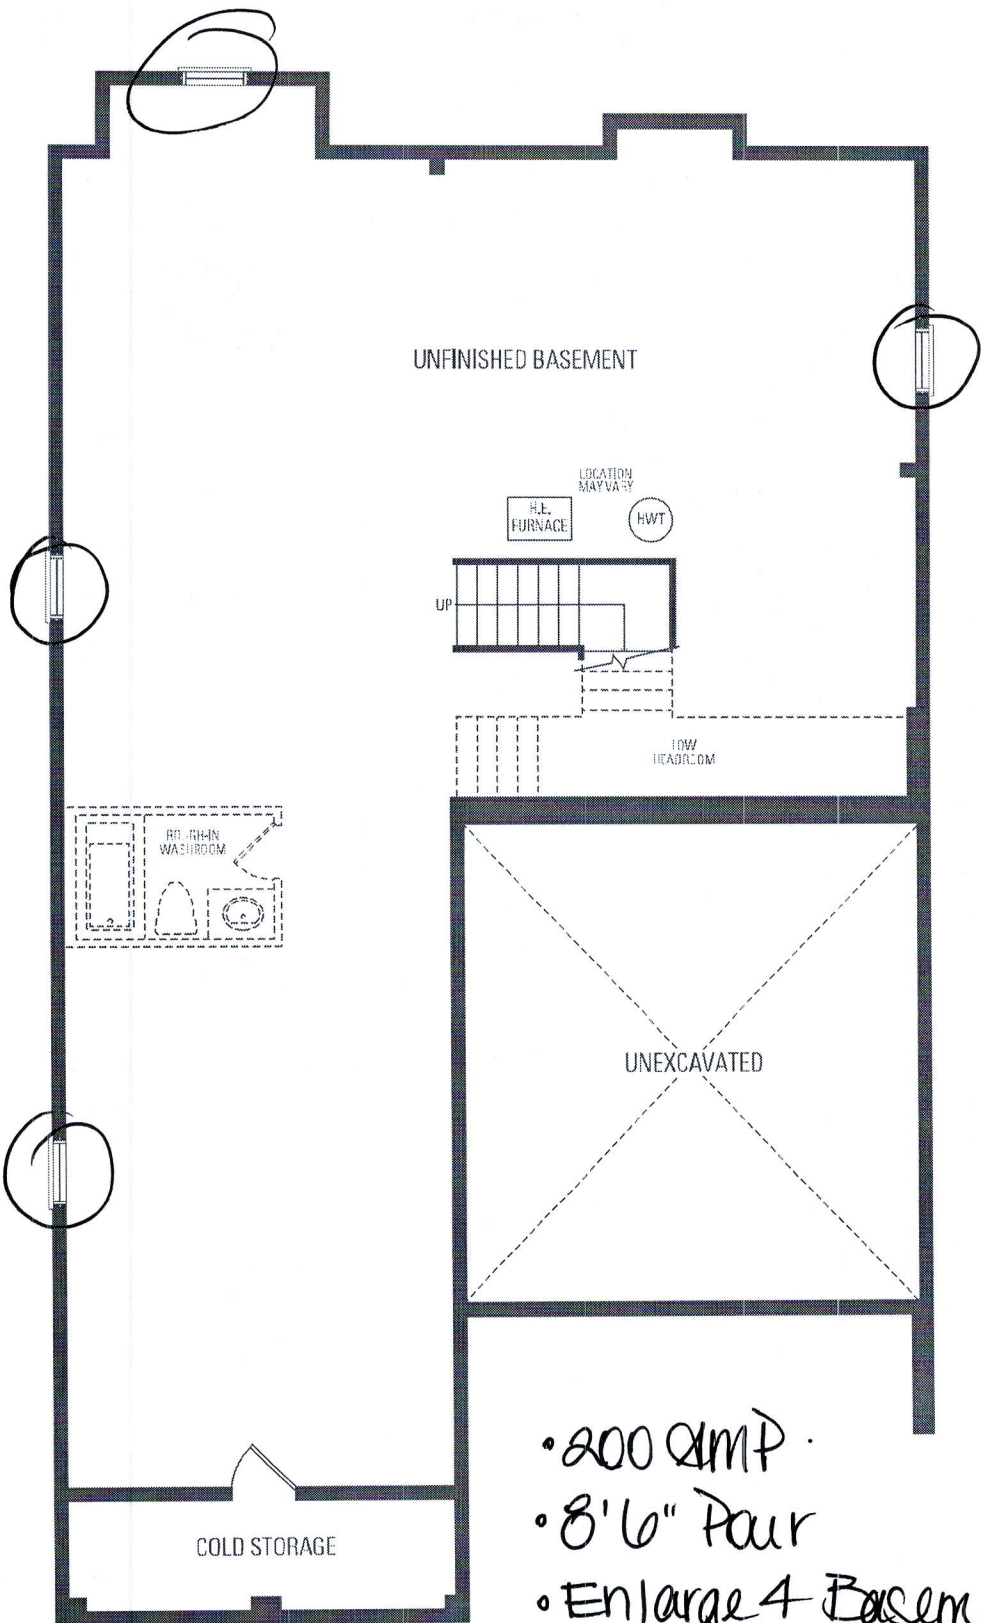 UNFINISHED BASEMENT
LOCATION
MAY VARY
H.E.
FURNACE
HWT
UP
LOW
HEADROOM
ROUGH-IN
WASHROOM
UNEXCAVATED
COLD STORAGE
• 200 AMP
• 8'6" Pour
• Enlarge 4 Basem